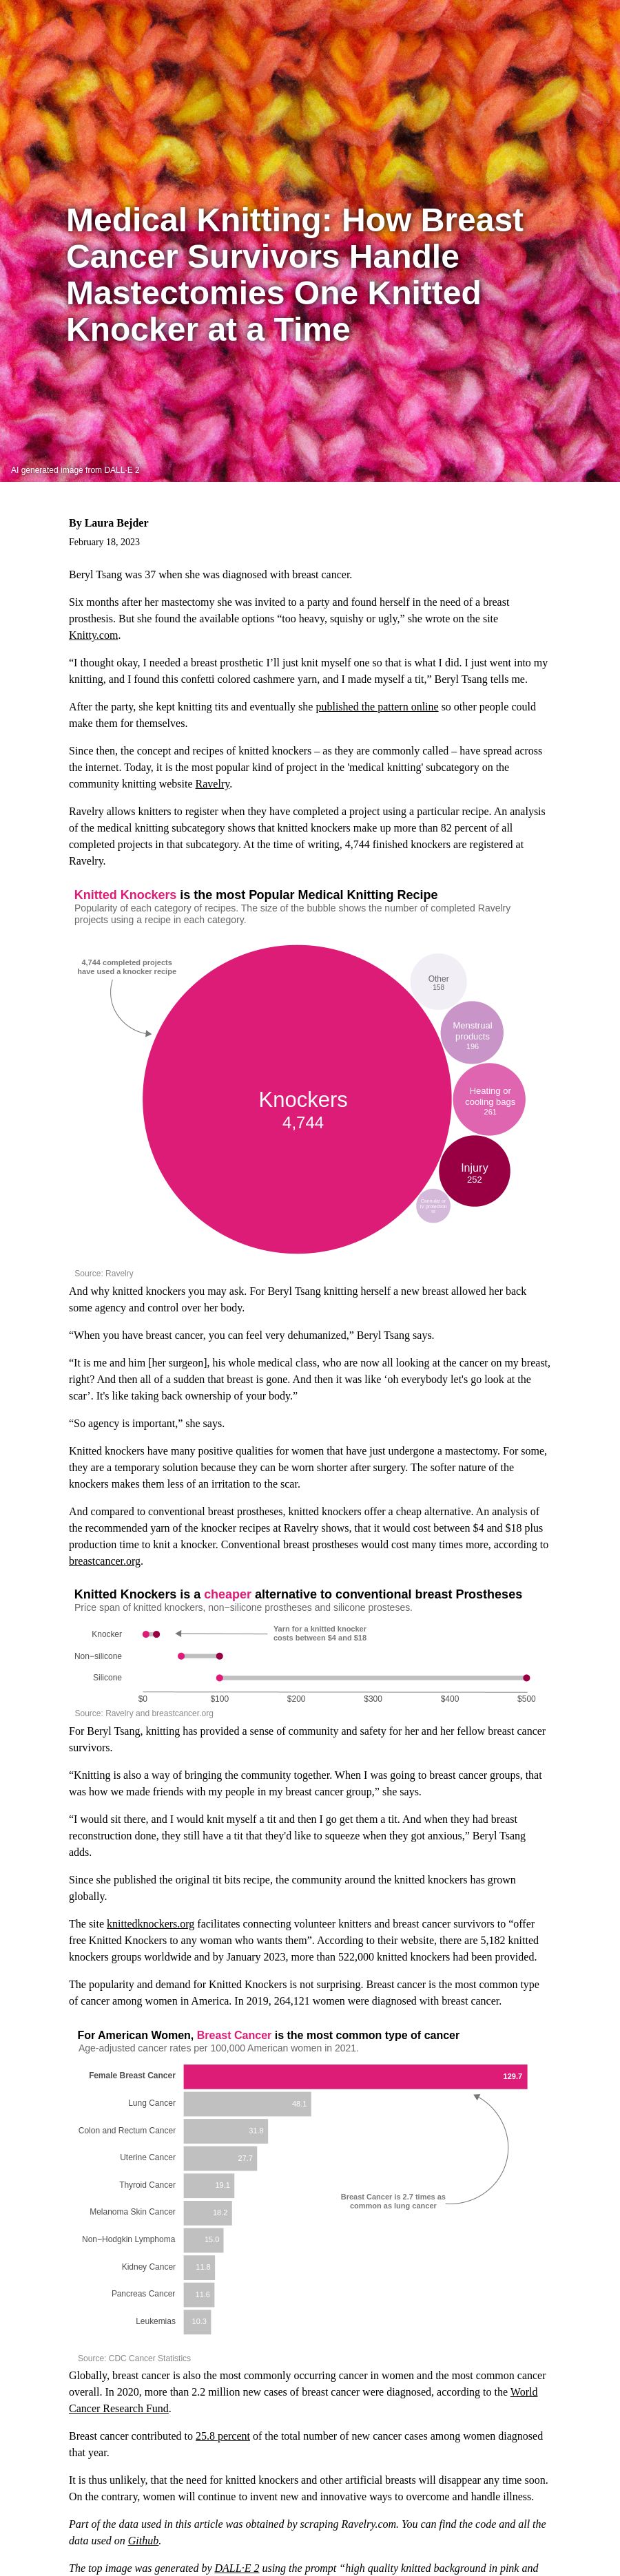 Medical Knitting: How Breast
Cancer Survivors Handle
Mastectomies One Knitted
Knocker at a Time
AI generated image from DALL·E 2
By Laura Bejder
February 18, 2023
Beryl Tsang was 37 when she was diagnosed with breast cancer.
Six months after her mastectomy she was invited to a party and found herself in the need of a breast
prosthesis. But she found the available options “too heavy, squishy or ugly,” she wrote on the site
Knitty.com.
“I thought okay, I needed a breast prosthetic I’ll just knit myself one so that is what I did. I just went into my
knitting, and I found this confetti colored cashmere yarn, and I made myself a tit,” Beryl Tsang tells me.
After the party, she kept knitting tits and eventually she published the pattern online so other people could
make them for themselves.
Since then, the concept and recipes of knitted knockers – as they are commonly called – have spread across
the internet. Today, it is the most popular kind of project in the 'medical knitting' subcategory on the
community knitting website Ravelry.
Ravelry allows knitters to register when they have completed a project using a particular recipe. An analysis
of the medical knitting subcategory shows that knitted knockers make up more than 82 percent of all
completed projects in that subcategory. At the time of writing, 4,744 finished knockers are registered at
Ravelry.
Knitted Knockers is the most Popular Medical Knitting Recipe
Popularity of each category of recipes. The size of the bubble shows the number of completed Ravelry
projects using a recipe in each category.
4,744 completed projects
have used a knocker recipe
Other
158
Menstrual
products
196
Heating or
cooling bags
261
Knockers
4,744
Injury
252
Source: Ravelry
And why knitted knockers you may ask. For Beryl Tsang knitting herself a new breast allowed her back
some agency and control over her body.
“When you have breast cancer, you can feel very dehumanized,” Beryl Tsang says.
“It is me and him [her surgeon], his whole medical class, who are now all looking at the cancer on my breast,
right? And then all of a sudden that breast is gone. And then it was like ‘oh everybody let's go look at the
scar’. It's like taking back ownership of your body.”
“So agency is important,” she says.
Knitted knockers have many positive qualities for women that have just undergone a mastectomy. For some,
they are a temporary solution because they can be worn shorter after surgery. The softer nature of the
knockers makes them less of an irritation to the scar.
And compared to conventional breast prostheses, knitted knockers offer a cheap alternative. An analysis of
the recommended yarn of the knocker recipes at Ravelry shows, that it would cost between $4 and $18 plus
production time to knit a knocker. Conventional breast prostheses would cost many times more, according to
breastcancer.org.
Knitted Knockers is a cheaper alternative to conventional breast Prostheses
Price span of knitted knockers, non−silicone prostheses and silicone prosteses.
Yarn for a knitted knocker
costs between $4 and $18
Knocker
Non−silicone
Silicone
$0 $100 $200 $300 $400 $500
Source: Ravelry and breastcancer.org
For Beryl Tsang, knitting has provided a sense of community and safety for her and her fellow breast cancer
survivors.
“Knitting is also a way of bringing the community together. When I was going to breast cancer groups, that
was how we made friends with my people in my breast cancer group,” she says.
“I would sit there, and I would knit myself a tit and then I go get them a tit. And when they had breast
reconstruction done, they still have a tit that they'd like to squeeze when they got anxious,” Beryl Tsang
adds.
Since she published the original tit bits recipe, the community around the knitted knockers has grown
globally.
The site knittedknockers.org facilitates connecting volunteer knitters and breast cancer survivors to “offer
free Knitted Knockers to any woman who wants them”. According to their website, there are 5,182 knitted
knockers groups worldwide and by January 2023, more than 522,000 knitted knockers had been provided.
The popularity and demand for Knitted Knockers is not surprising. Breast cancer is the most common type
of cancer among women in America. In 2019, 264,121 women were diagnosed with breast cancer.
For American Women, Breast Cancer is the most common type of cancer
Age-adjusted cancer rates per 100,000 American women in 2021.
Female Breast Cancer 129.7
Lung Cancer 48.1
Colon and Rectum Cancer 31.8
Uterine Cancer 27.7
Thyroid Cancer 19.1
Melanoma Skin Cancer 18.2
Non−Hodgkin Lymphoma 15.0
Kidney Cancer 11.8
Pancreas Cancer 11.6
Leukemias 10.3
Breast Cancer is 2.7 times as
common as lung cancer
Source: CDC Cancer Statistics
Globally, breast cancer is also the most commonly occurring cancer in women and the most common cancer
overall. In 2020, more than 2.2 million new cases of breast cancer were diagnosed, according to the World
Cancer Research Fund.
Breast cancer contributed to 25.8 percent of the total number of new cancer cases among women diagnosed
that year.
It is thus unlikely, that the need for knitted knockers and other artificial breasts will disappear any time soon.
On the contrary, women will continue to invent new and innovative ways to overcome and handle illness.
Part of the data used in this article was obtained by scraping Ravelry.com. You can find the code and all the
data used on Github.
The top image was generated by DALL·E 2 using the prompt “high quality knitted background in pink and